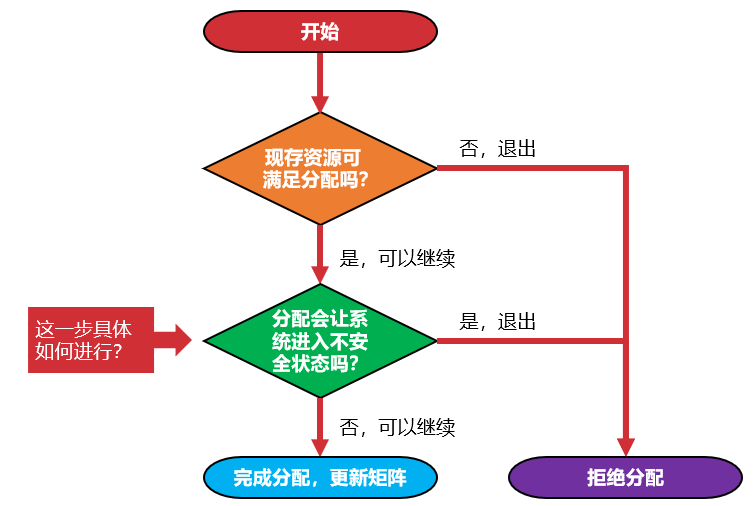 开始
现存资源可
满足分配吗？
否，退出
是，可以继续
这一步具体
如何进行？
分配会让系
统进入不安
全状态吗？
是，退出
否，可以继续
完成分配，更新矩阵
拒绝分配